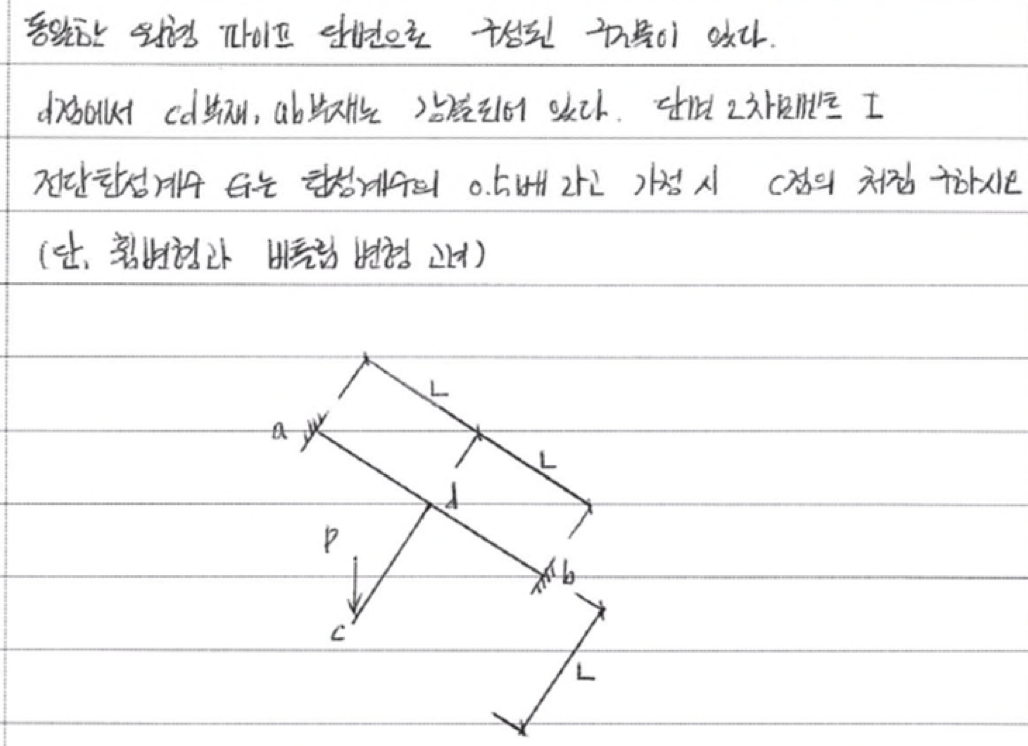 동일한 원형 파이프 단면으로 구성된 구조물이 있다.
d점에서 cd부재, ab부재는 강결되어 있다. 단면 2차모멘트 I
전단탄성계수 G는 탄성계수의 0.5배 라고 가정 시 c점의 처짐 구하시오
(단, 휨변형과 비틀림 변형 고려)
L
a
L
d
P
b
c
L